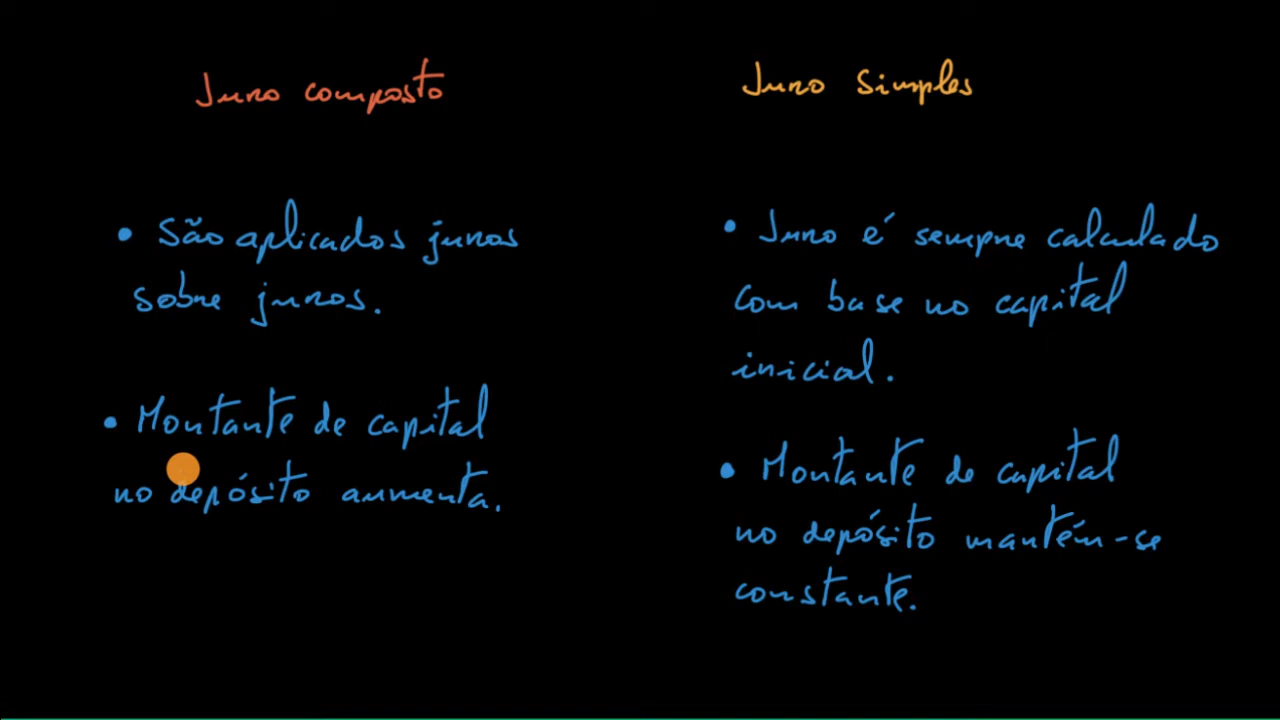 Juro composto
• São aplicados juros
sobre juros.
• Montante de capital
no depósito aumenta.
Juro Simples
• Juro é sempre calculado
com base no capital
inicial.
• Montante de capital
no depósito mantém-se
constante.